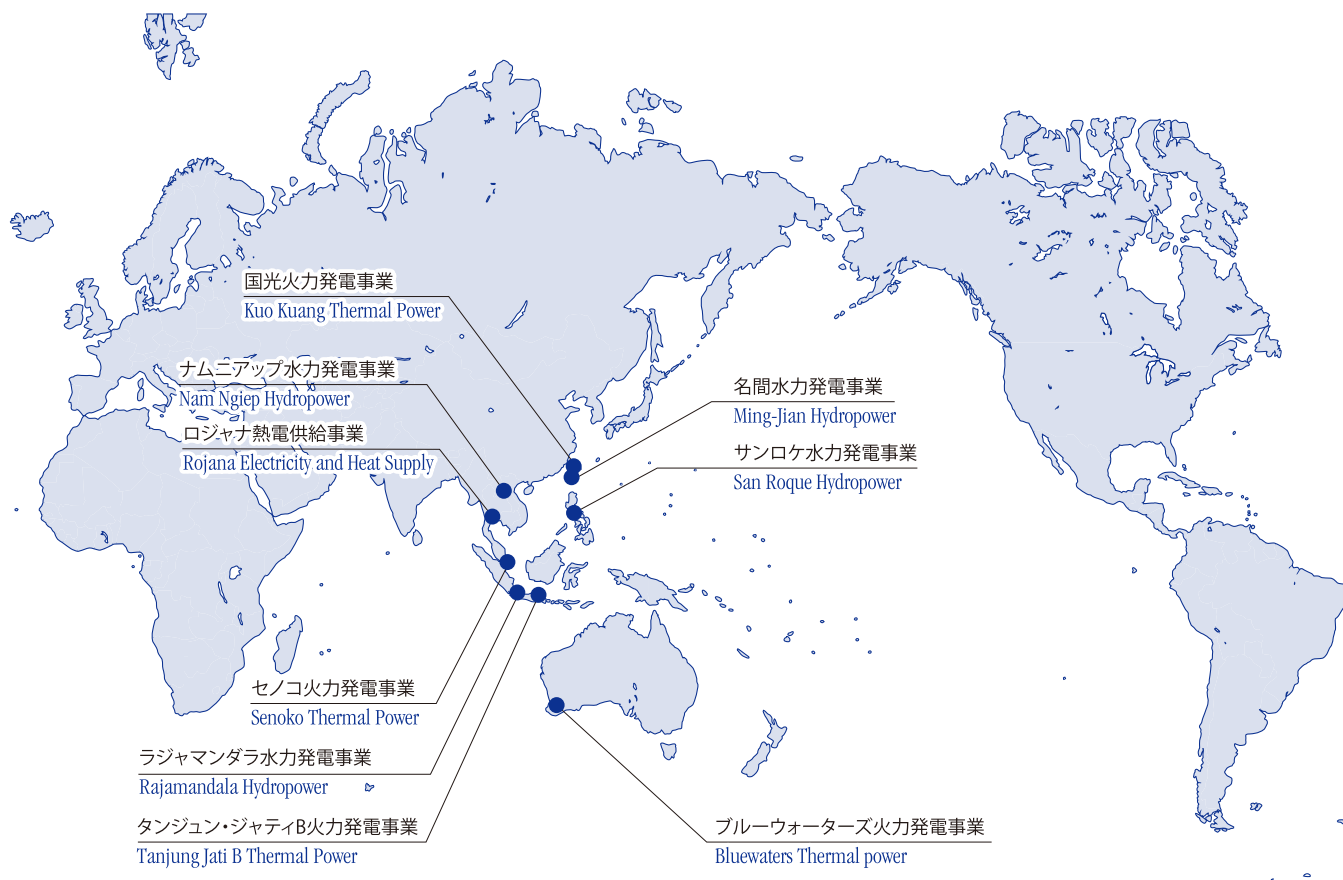 国光火力発電事業
Kuo Kuang Thermal Power
ナムニアップ水力発電事業
Nam Ngiep Hydropower
ロジャナ熱電供給事業
Rojana Electricity and Heat Supply
名間水力発電事業
Ming-Jian Hydropower
サンロケ水力発電事業
San Roque Hydropower
セノコ火力発電事業
Senoko Thermal Power
ラジャマンダラ水力発電事業
Rajamandala Hydropower
タンジュン・ジャティB火力発電事業
Tanjung Jati B Thermal Power
ブルーウォーターズ火力発電事業
Bluewaters Thermal power